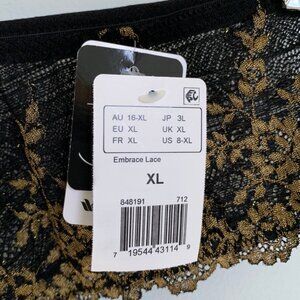 AU 16-XL JP 3L
EU XL UK XL
FR XL US 8-XL
Embrace Lace
XL
848191 712
7 19544 43114 9